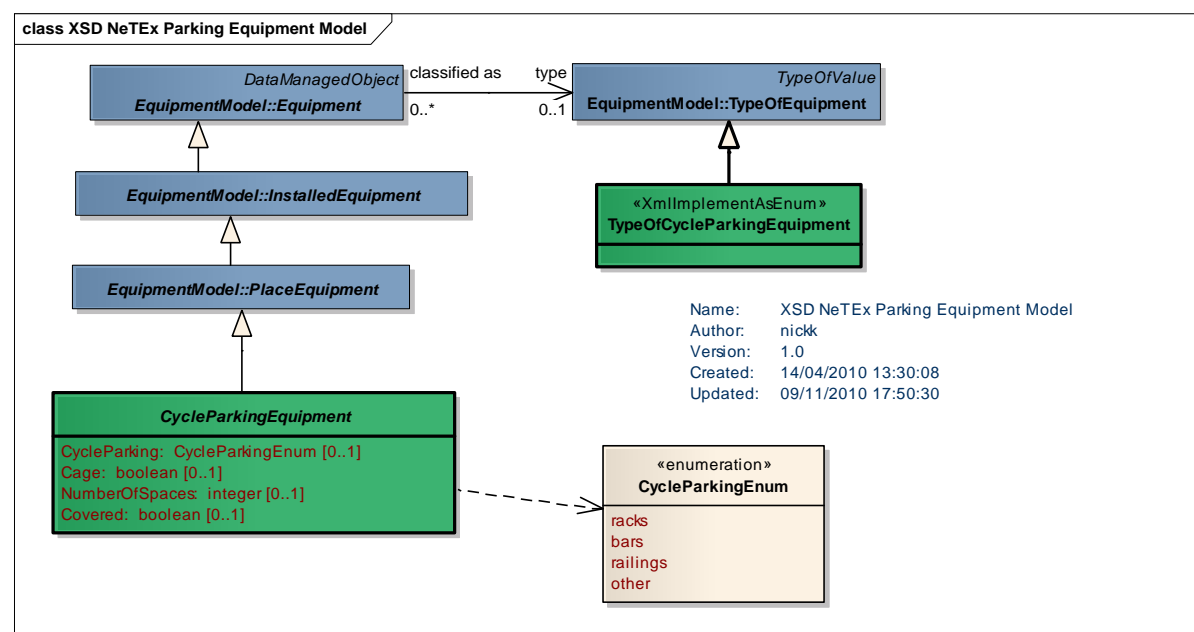 class XSD NeTEx Parking Equipment Model
DataManagedObject
EquipmentModel::Equipment
classified as
type
0..*
0..1
TypeOfValue
EquipmentModel::TypeOfEquipment
EquipmentModel::InstalledEquipment
«XmlImplementAsEnum»
TypeOfCycleParkingEquipment
EquipmentModel::PlaceEquipment
Name: XSD NeTEx Parking Equipment Model
Author: nickk
Version: 1.0
Created: 14/04/2010 13:30:08
Updated: 09/11/2010 17:50:30
CycleParkingEquipment
CycleParking: CycleParkingEnum [0..1]
Cage: boolean [0..1]
NumberOfSpaces: integer [0..1]
Covered: boolean [0..1]
«enumeration»
CycleParkingEnum
racks
bars
railings
other